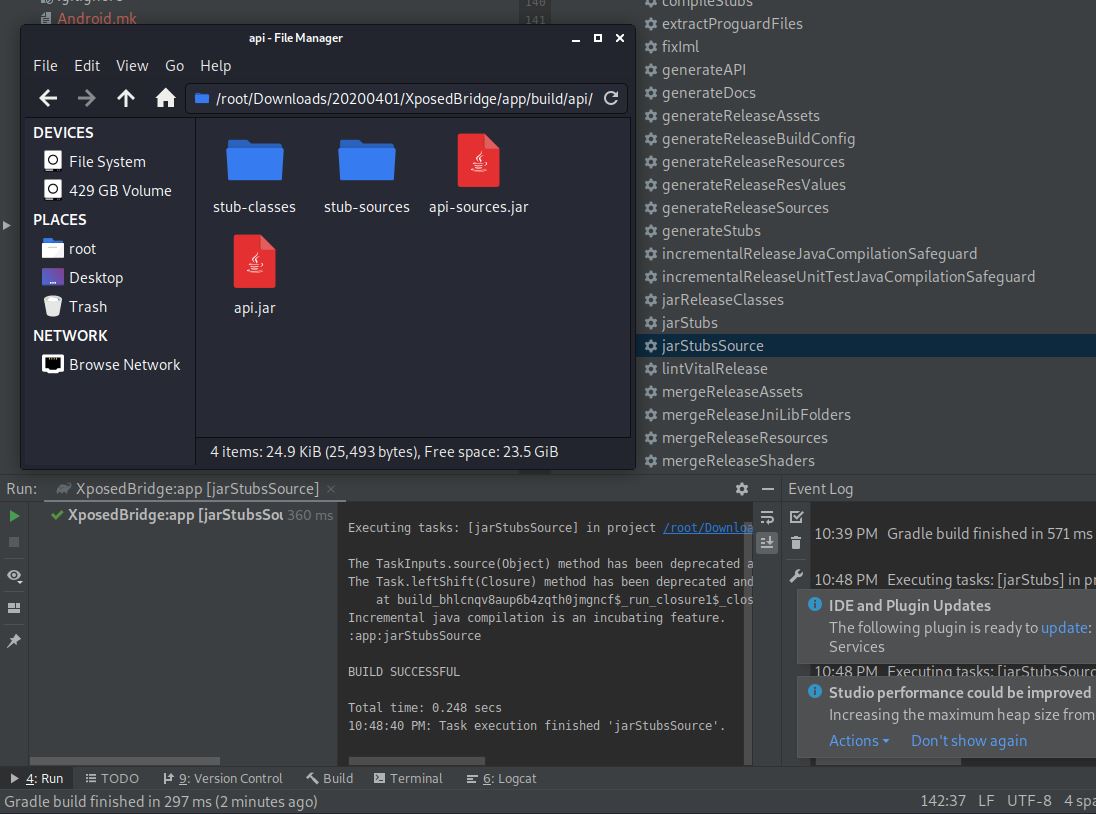 Android.mk
140
141
api - File Manager
File Edit View Go Help
/root/Downloads/20200401/XposedBridge/app/build/api/
DEVICES
File System
429 GB Volume
PLACES
root
Desktop
Trash
NETWORK
Browse Network
stub-classes
stub-sources
api-sources.jar
api.jar
4 items: 24.9 KiB (25,493 bytes), Free space: 23.5 GiB
compileStubs
extractProguardFiles
fixIml
generateAPI
generateDocs
generateReleaseAssets
generateReleaseBuildConfig
generateReleaseResources
generateReleaseResValues
generateReleaseSources
generateStubs
incrementalReleaseJavaCompilationSafeguard
incrementalReleaseUnitTestJavaCompilationSafeguard
jarReleaseClasses
jarStubs
jarStubsSource
lintVitalRelease
mergeReleaseAssets
mergeReleaseJniLibFolders
mergeReleaseResources
mergeReleaseShaders
Run: XposedBridge:app [jarStubsSource]
XposedBridge:app [jarStubsSou 360 ms
Executing tasks: [jarStubsSource] in project /root/Downloa
The TaskInputs.source(Object) method has been deprecated a
The Task.leftShift(Closure) method has been deprecated and
at build_bhlcnqv8aup6b4zqth0jmgncf$_run_closure1$_clos
Incremental java compilation is an incubating feature.
:app:jarStubsSource
BUILD SUCCESSFUL
Total time: 0.248 secs
10:48:40 PM: Task execution finished 'jarStubsSource'.
Event Log
10:39 PM Gradle build finished in 571 ms
10:48 PM Executing tasks: [jarStubs] in pr
IDE and Plugin Updates
The following plugin is ready to update:
Services
10:48 PM Executing tasks: [jarStubsSourc
Studio performance could be improved
Increasing the maximum heap size from
Actions Don't show again
4: Run TODO 9: Version Control Build Terminal 6: Logcat
Gradle build finished in 297 ms (2 minutes ago)
142:37 LF UTF-8 4 spa